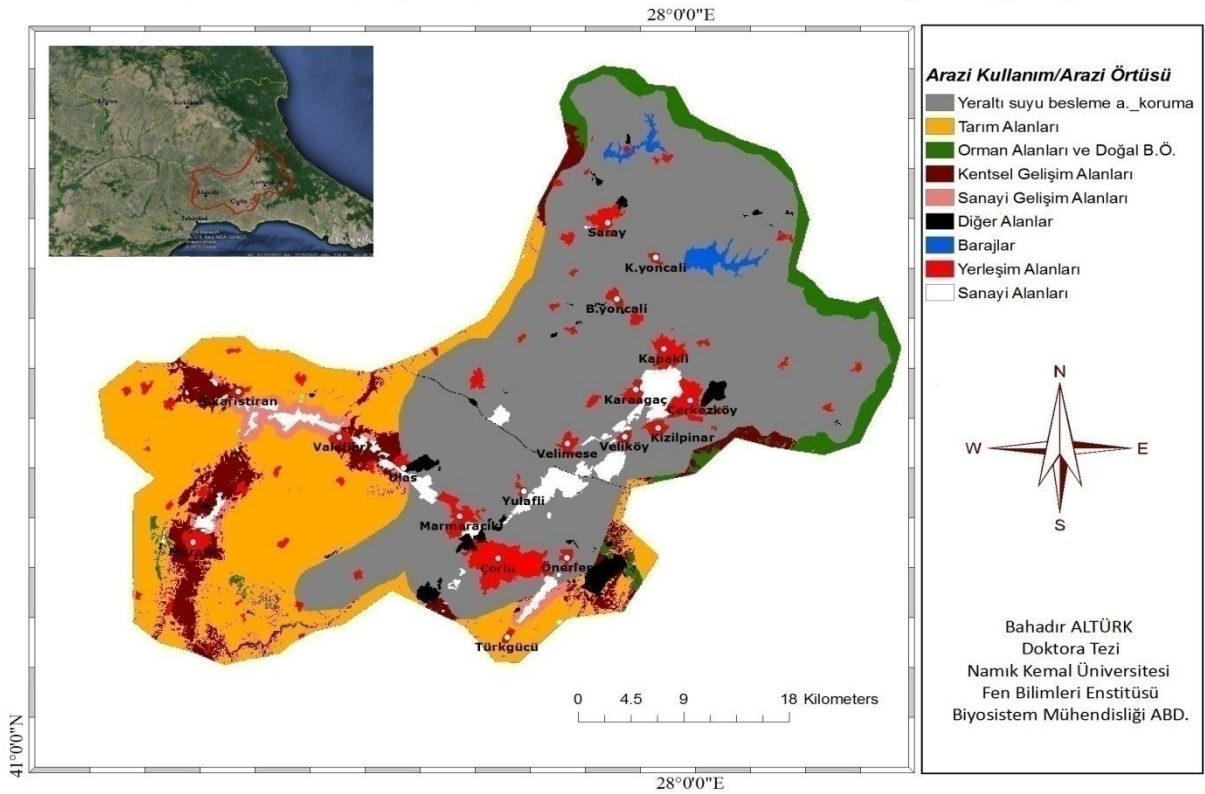 28°0'0"E
Arazi Kullanım/Arazi Örtüsü
Yeraltı suyu besleme a._koruma
Tarım Alanları
Orman Alanları ve Doğal B.Ö.
Kentsel Gelişim Alanları
Sanayi Gelişim Alanları
Diğer Alanlar
Barajlar
Yerleşim Alanları
Sanayi Alanları
Saray
K.yoncali
B.yoncali
Kapakli
Karaagaç
Çerkezköy
Kizilpinar
Veliköy
Velimese
Ulas
Yulafli
Çorlu
Önerler
Türkgücü
N
W
E
S
0 4.5 9 18 Kilometers
Bahadır ALTÜRK
Doktora Tezi
Namık Kemal Üniversitesi
Fen Bilimleri Enstitüsü
Biyosistem Mühendisliği ABD.
41°0'0"N
28°0'0"E